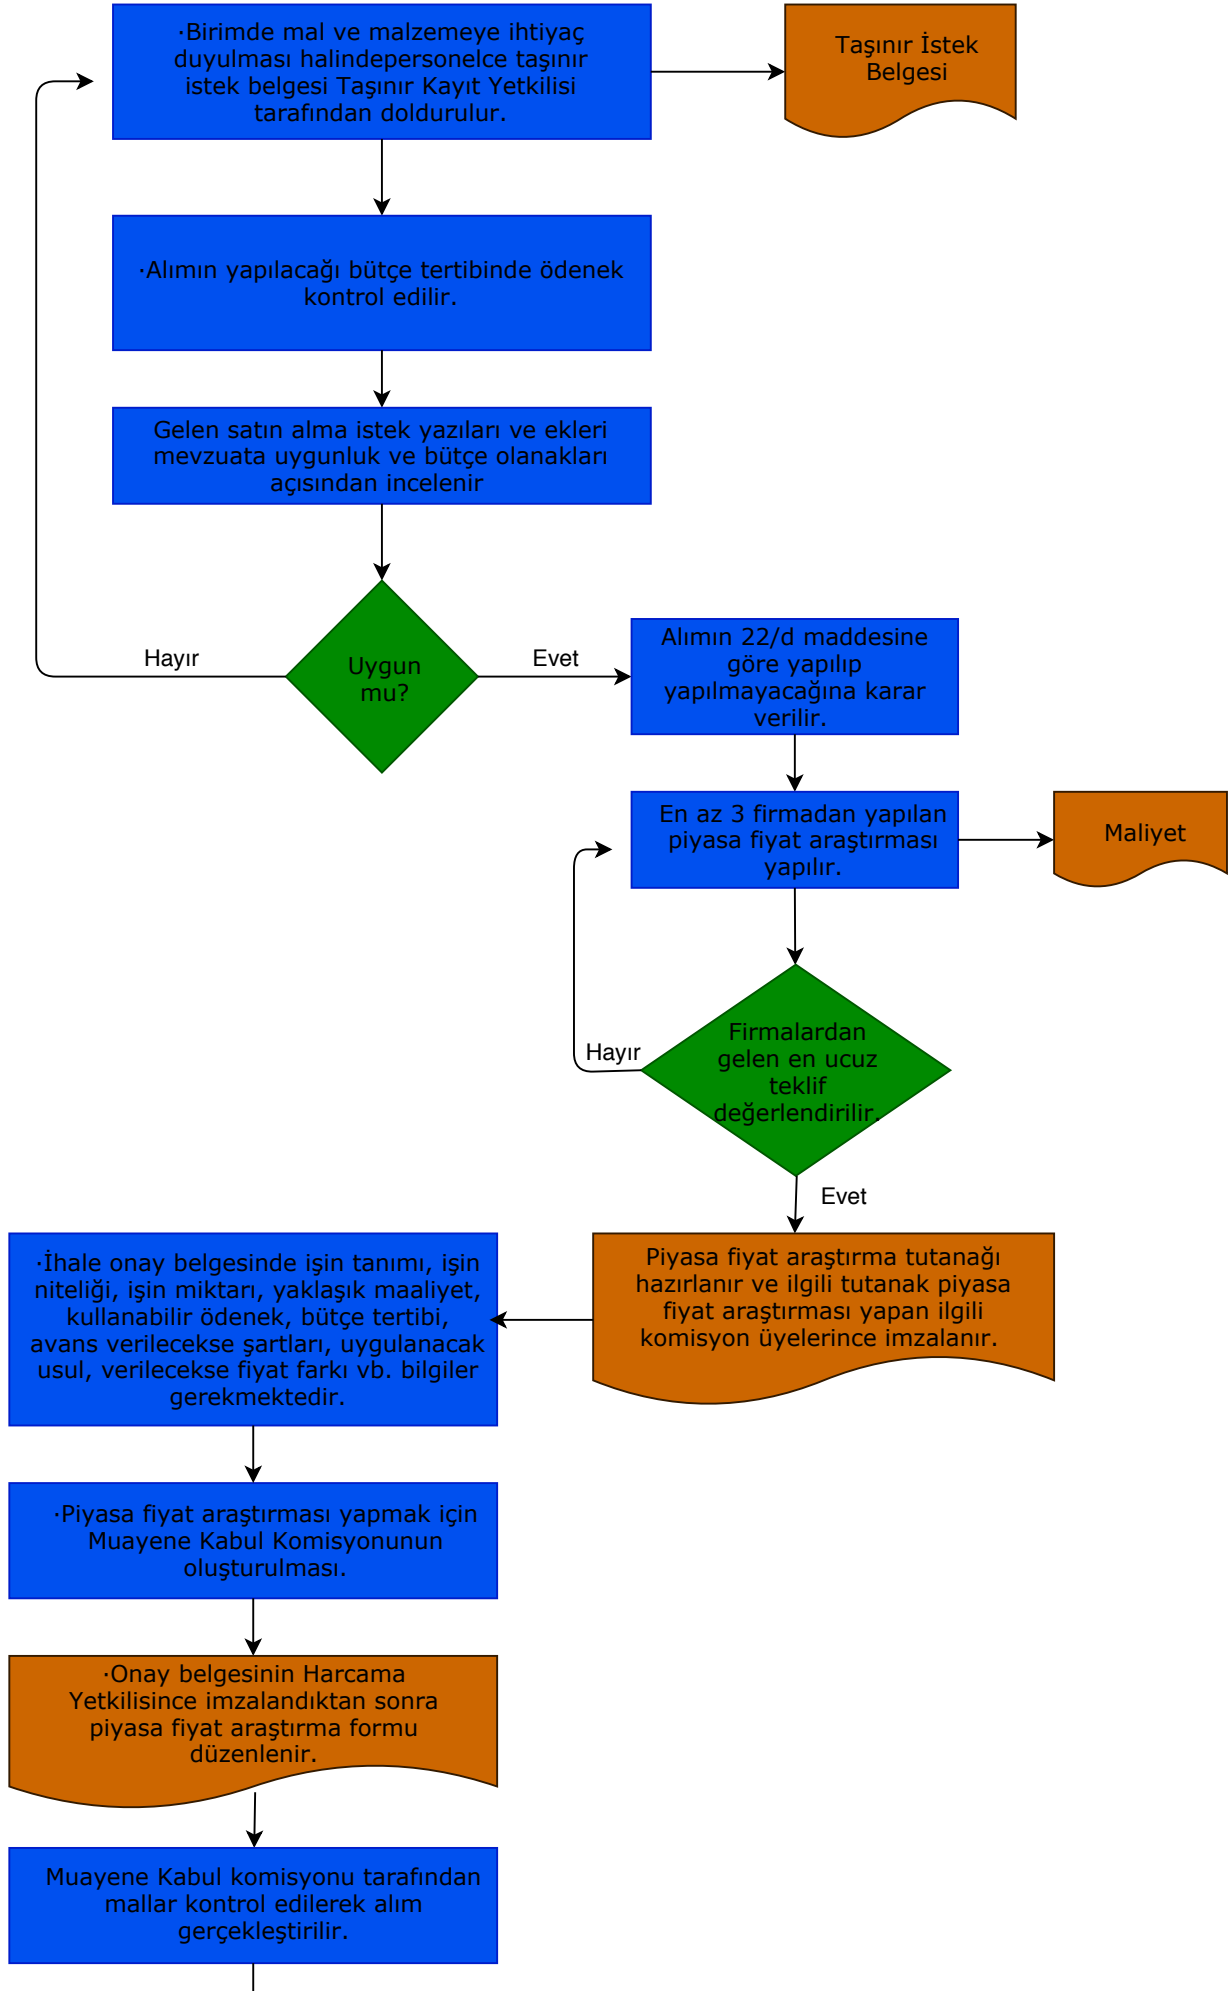 ·Birimde mal ve malzemeye ihtiyaç
duyulması halindepersonelce taşınır
istek belgesi Taşınır Kayıt Yetkilisi
tarafından doldurulur.
Taşınır İstek
Belgesi
·Alımın yapılacağı bütçe tertibinde ödenek
kontrol edilir.
Gelen satın alma istek yazıları ve ekleri
mevzuata uygunluk ve bütçe olanakları
açısından incelenir
Uygun
mu?
Hayır
Evet
Alımın 22/d maddesine
göre yapılıp
yapılmayacağına karar
verilir.
En az 3 firmadan yapılan
piyasa fiyat araştırması
yapılır.
Maliyet
Firmalardan
gelen en ucuz
teklif
değerlendirilir.
Hayır
Evet
Piyasa fiyat araştırma tutanağı
hazırlanır ve ilgili tutanak piyasa
fiyat araştırması yapan ilgili
komisyon üyelerince imzalanır.
·İhale onay belgesinde işin tanımı, işin
niteliği, işin miktarı, yaklaşık maaliyet,
kullanabilir ödenek, bütçe tertibi,
avans verilecekse şartları, uygulanacak
usul, verilecekse fiyat farkı vb. bilgiler
gerekmektedir.
·Piyasa fiyat araştırması yapmak için
Muayene Kabul Komisyonunun
oluşturulması.
·Onay belgesinin Harcama
Yetkilisince imzalandıktan sonra
piyasa fiyat araştırma formu
düzenlenir.
Muayene Kabul komisyonu tarafından
mallar kontrol edilerek alım
gerçekleştirilir.